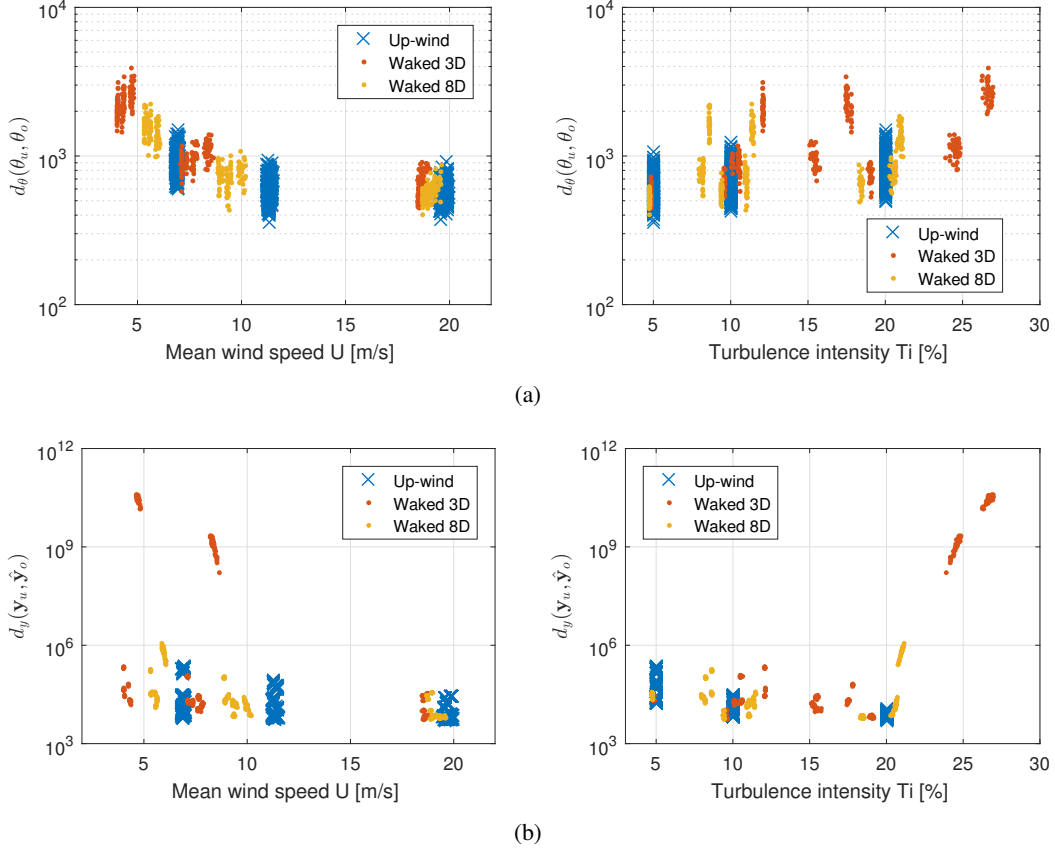 10^4
10^3
10^2
d_θ(θ_u, θ_o)
5
10
15
20
Mean wind speed U [m/s]
Up-wind
Waked 3D
Waked 8D
10^4
10^3
10^2
d_θ(θ_u, θ_o)
5
10
15
20
25
30
Turbulence intensity Ti [%]
Up-wind
Waked 3D
Waked 8D
(a)
10^12
10^9
10^6
10^3
d_y(y_u, ŷ_o)
5
10
15
20
Mean wind speed U [m/s]
Up-wind
Waked 3D
Waked 8D
10^12
10^9
10^6
10^3
d_y(y_u, ŷ_o)
5
10
15
20
25
30
Turbulence intensity Ti [%]
Up-wind
Waked 3D
Waked 8D
(b)